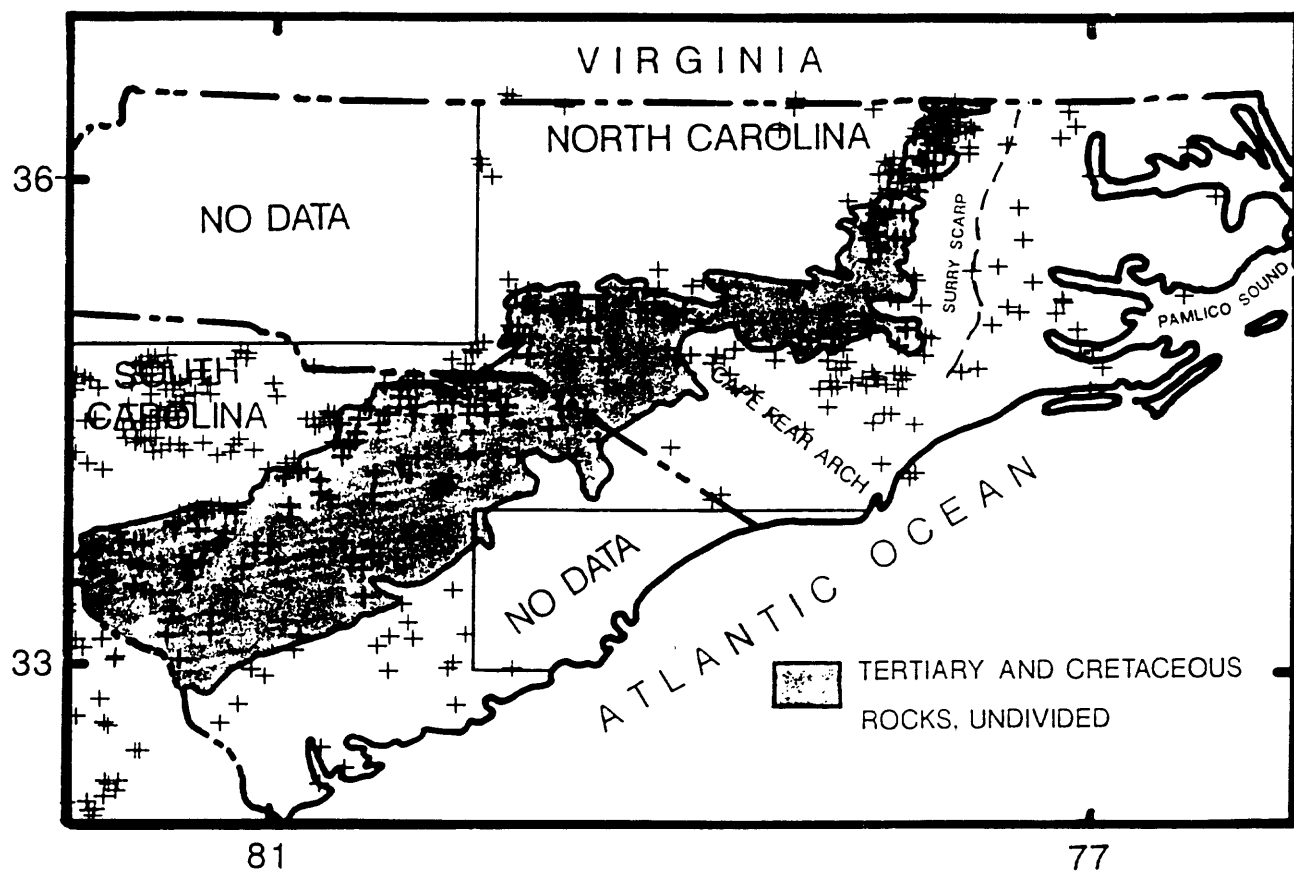 VIRGINIA
NORTH CAROLINA
36
NO DATA
SURRY SCARP
PAMLICO SOUND
SOUTH
CAROLINA
CAPE FEAR ARCH
ATLANTIC OCEAN
NO DATA
33
TERTIARY AND CRETACEOUS
ROCKS, UNDIVIDED
81
77